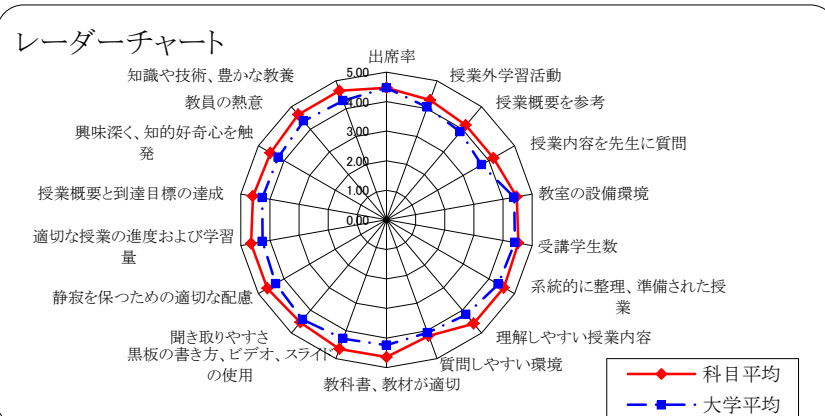 レーダーチャート
出席率
授業外学習活動
授業概要を参考
授業内容を先生に質問
教室の設備環境
受講学生数
系統的に整理、準備された授
業
理解しやすい授業内容
質問しやすい環境
教科書、教材が適切
黒板の書き方、ビデオ、スライド
の使用
聞き取りやすさ
静寂を保つための適切な配慮
適切な授業の進度および学習
量
授業概要と到達目標の達成
興味深く、知的好奇心を触
発
教員の熱意
知識や技術、豊かな教養
5.00
4.00
3.00
2.00
1.00
0.00
科目平均
大学平均